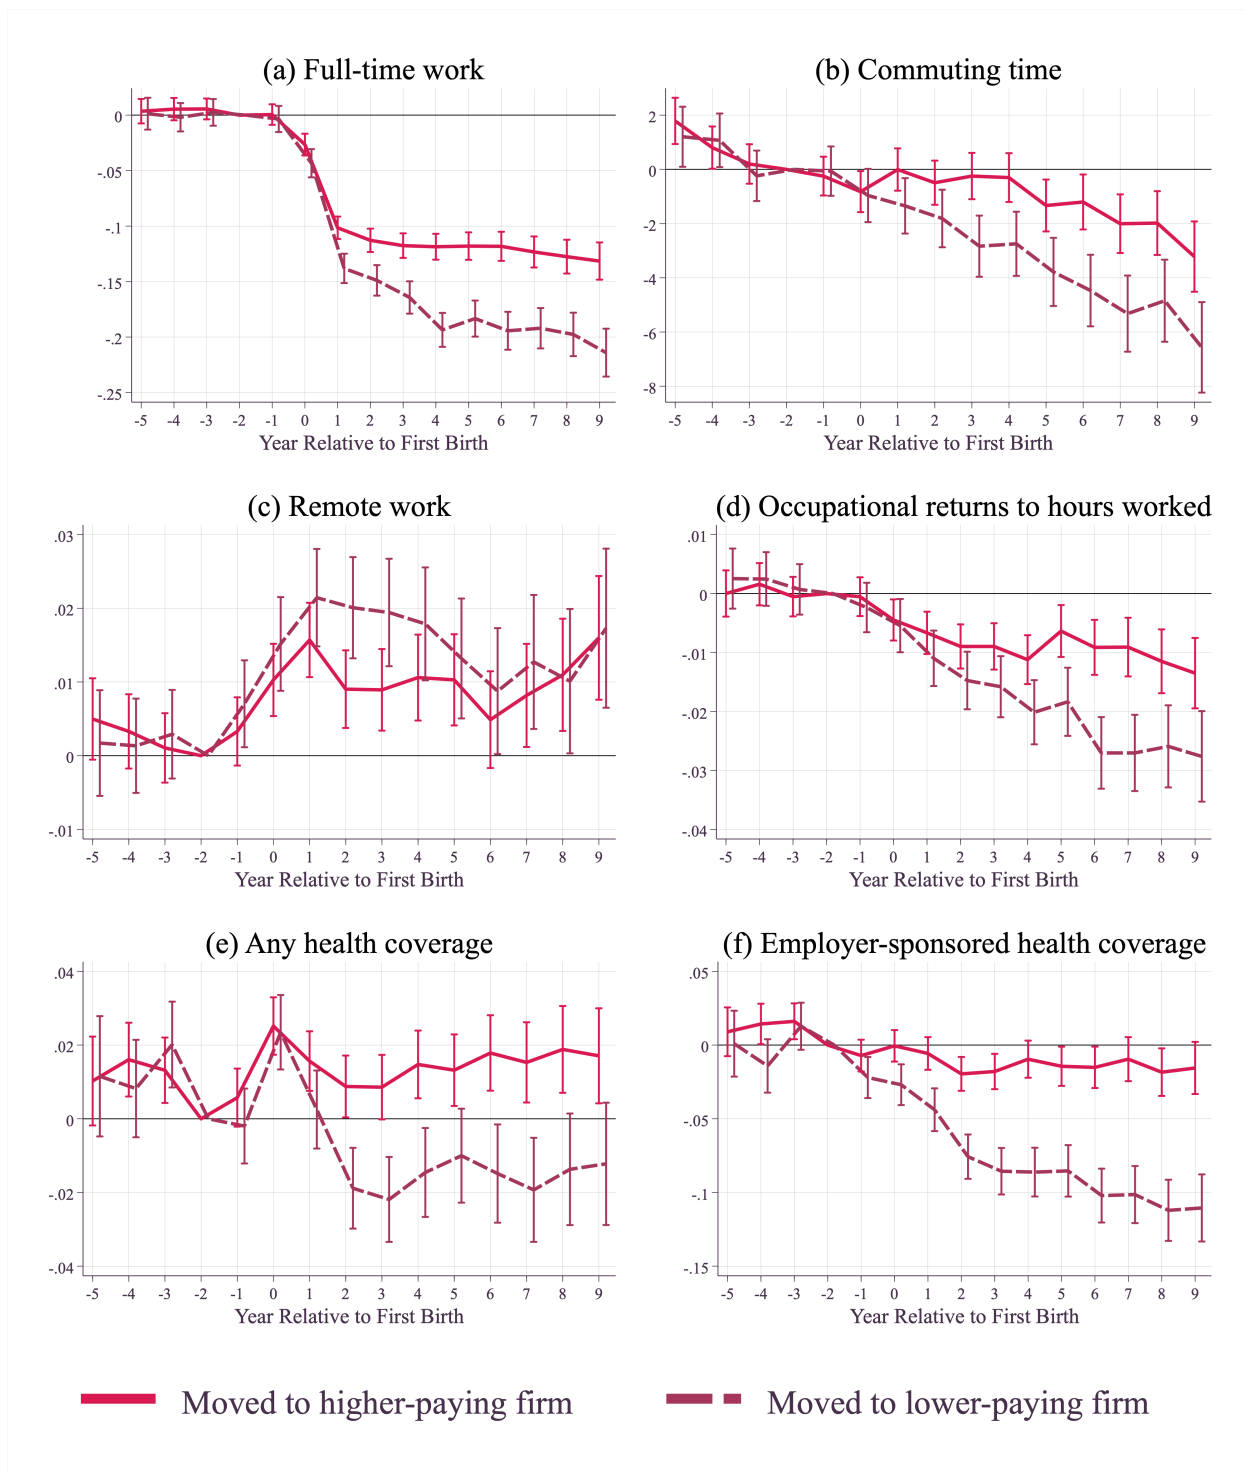 (a) Full-time work
0
-.05
-.1
-.15
-.2
-.25
-5 -4 -3 -2 -1 0 1 2 3 4 5 6 7 8 9
Year Relative to First Birth
(b) Commuting time
2
0
-2
-4
-6
-8
-5 -4 -3 -2 -1 0 1 2 3 4 5 6 7 8 9
Year Relative to First Birth
(c) Remote work
.03
.02
.01
0
-.01
-5 -4 -3 -2 -1 0 1 2 3 4 5 6 7 8 9
Year Relative to First Birth
(d) Occupational returns to hours worked
.01
0
-.01
-.02
-.03
-.04
-5 -4 -3 -2 -1 0 1 2 3 4 5 6 7 8 9
Year Relative to First Birth
(e) Any health coverage
.04
.02
0
-.02
-.04
-5 -4 -3 -2 -1 0 1 2 3 4 5 6 7 8 9
Year Relative to First Birth
(f) Employer-sponsored health coverage
.05
0
-.05
-.1
-.15
-5 -4 -3 -2 -1 0 1 2 3 4 5 6 7 8 9
Year Relative to First Birth
Moved to higher-paying firm
Moved to lower-paying firm